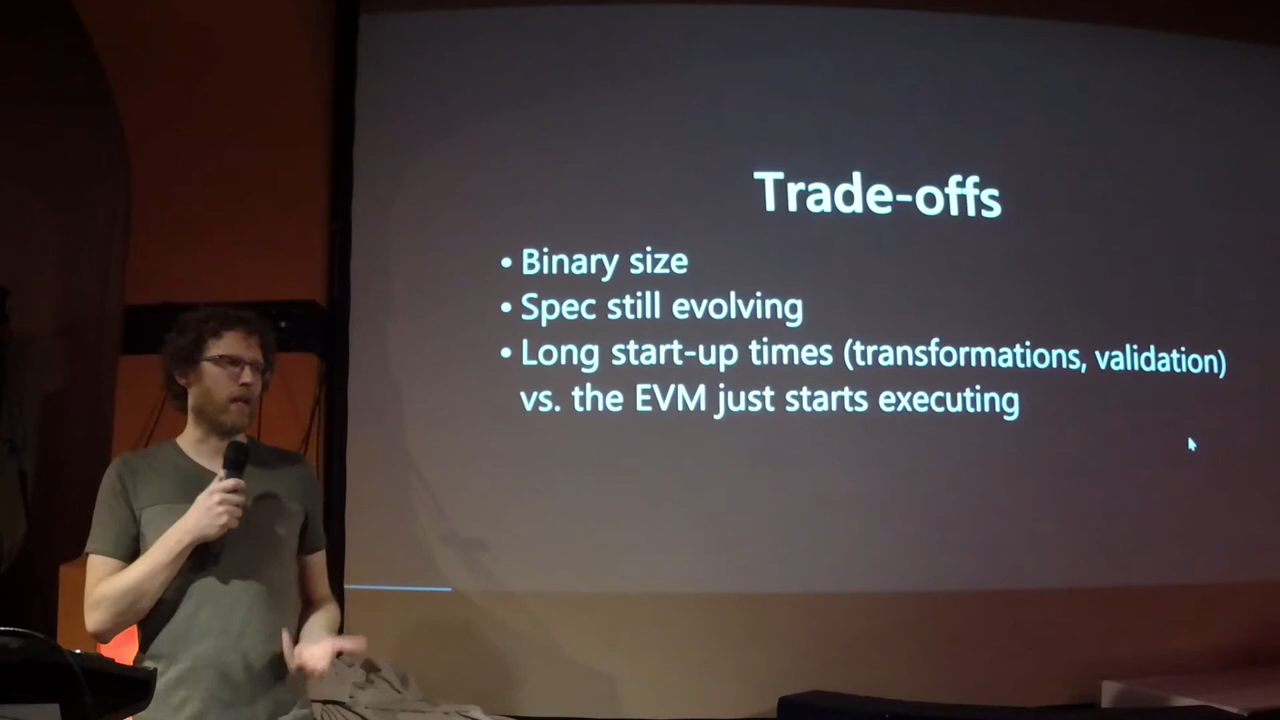 Trade-offs
• Binary size
• Spec still evolving
• Long start-up times (transformations, validation)
vs. the EVM just starts executing